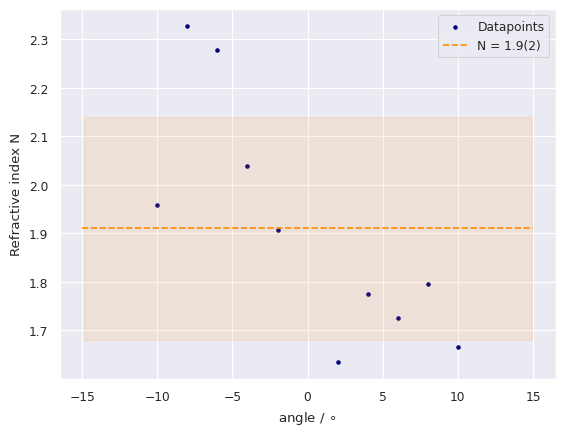 Datapoints
N = 1.9(2)
Refractive index N
2.3
2.2
2.1
2.0
1.9
1.8
1.7
−15 −10 −5 0 5 10 15
angle / ∘